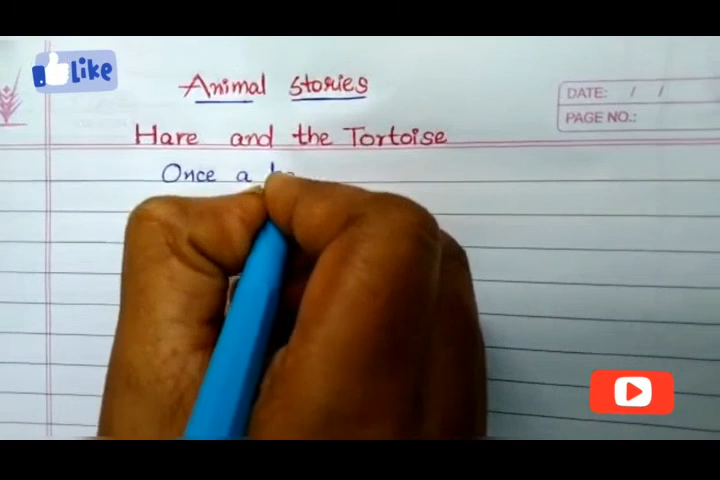 Like
Animal Stories
DATE: / /
PAGE NO.:
Hare and the Tortoise
Once a